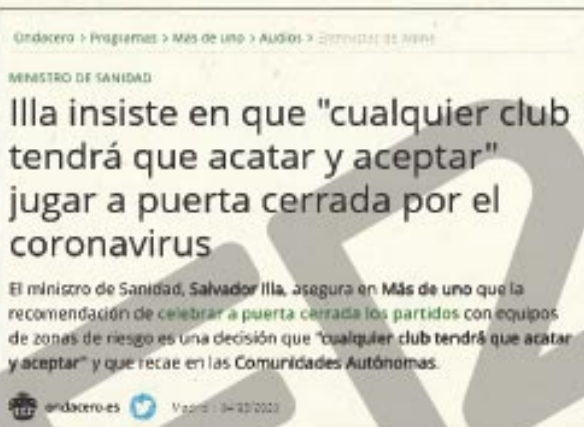 Ondacero > Programas > Más de uno > Audios > Entrevistas de
MINISTRO DE SANIDAD
Illa insiste en que "cualquier club
tendrá que acatar y aceptar"
jugar a puerta cerrada por el
coronavirus
El ministro de Sanidad, Salvador Illa, asegura en Más de uno que la
recomendación de celebrar a puerta cerrada los partidos con equipos
de zonas de riesgo es una decisión que "cualquier club tendrá que acatar
y aceptar" y que recae en las Comunidades Autónomas.
ondacero.es Madrid